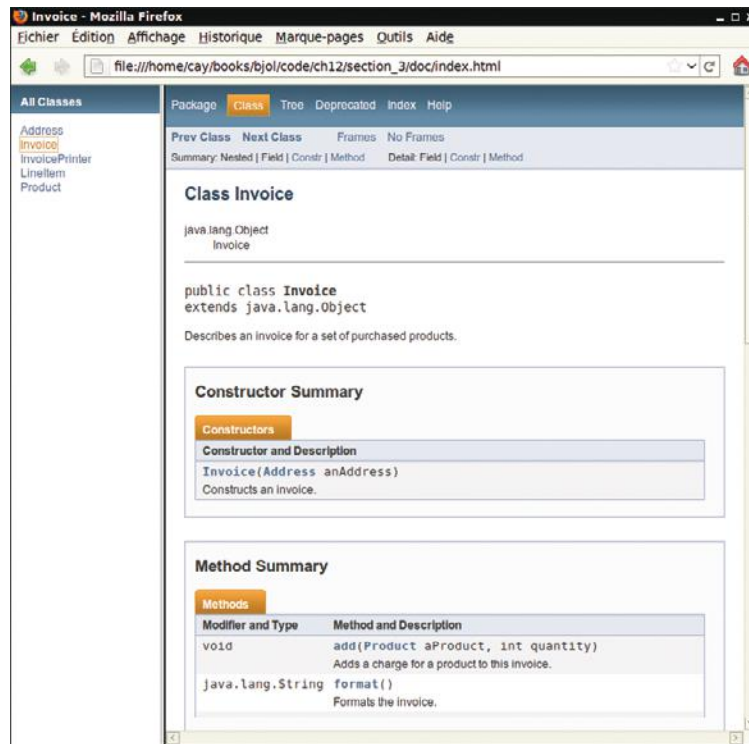 Invoice - Mozilla Firefox
Eichier Édition Affichage Historique Marque-pages Outils Aide
file:///home/cay/books/bjol/code/ch12/section_3/doc/index.html
All Classes
Address
Invoice
InvoicePrinter
LineItem
Product
Package Class Tree Deprecated Index Help
Prev Class Next Class Frames No Frames
Summary: Nested | Field | Constr | Method Detail: Field | Constr | Method
Class Invoice
java.lang.Object
Invoice
public class Invoice
extends java.lang.Object
Describes an invoice for a set of purchased products.
Constructor Summary
Constructors
Constructor and Description
Invoice(Address anAddress)
Constructs an invoice.
Method Summary
Methods
Modifier and Type Method and Description
void add(Product aProduct, int quantity)
Adds a charge for a product to this invoice.
java.lang.String format()
Formats the invoice.